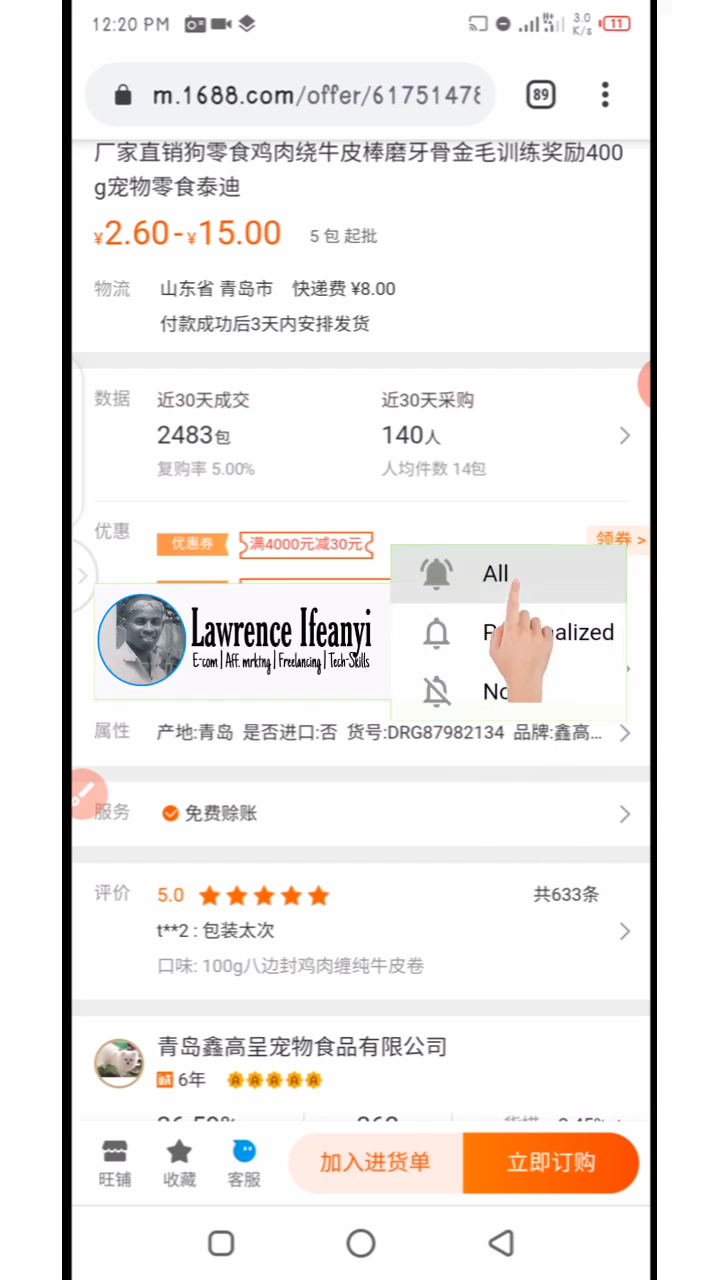 12:20 PM
3.0
K/s
11
m.1688.com/offer/61751478
89
厂家直销狗零食鸡肉绕牛皮棒磨牙骨金毛训练奖励400
g宠物零食泰迪
¥2.60-¥15.00 5包起批
物流 山东省 青岛市 快递费 ¥8.00
付款成功后3天内安排发货
数据 近30天成交 近30天采购
2483包 140人
复购率 5.00% 人均件数 14包
优惠 优惠券 满4000元减30元 领券 >
All
Lawrence Ifeanyi
E-com | Aff. mrktng | Freelancing | Tech-Skills
属性 产地:青岛 是否进口:否 货号:DRG87982134 品牌:鑫高...
服务 免费赊账
评价 5.0 共633条
t**2 : 包装太次
口味: 100g八边封鸡肉缠纯牛皮卷
青岛鑫高呈宠物食品有限公司
6年
旺铺 收藏 客服 加入进货单 立即订购